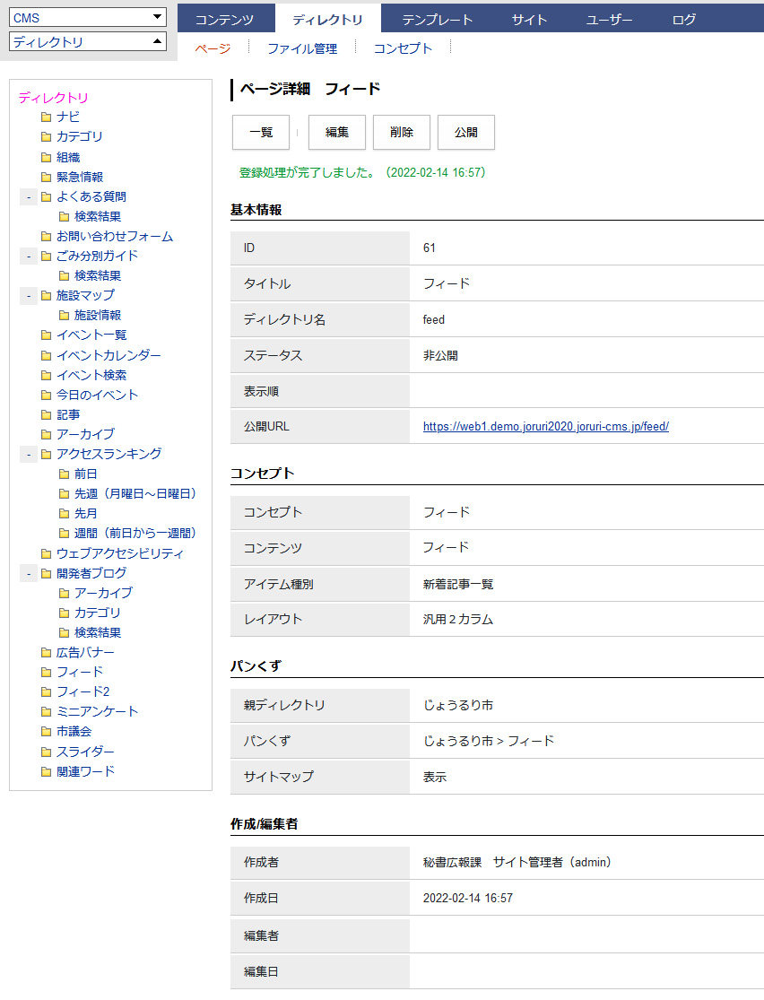 CMS
ディレクトリ
コンテンツ ディレクトリ テンプレート サイト ユーザー ログ
ページ ファイル管理 コンセプト
ディレクトリ
ナビ
カテゴリ
組織
緊急情報
- よくある質問
検索結果
お問い合わせフォーム
- ごみ分別ガイド
検索結果
- 施設マップ
施設情報
イベント一覧
イベントカレンダー
イベント検索
今日のイベント
記事
アーカイブ
- アクセスランキング
前日
先週（月曜日～日曜日）
先月
週間（前日から一週間）
ウェブアクセシビリティ
- 開発者ブログ
アーカイブ
カテゴリ
検索結果
広告バナー
フィード
フィード2
ミニアンケート
市議会
スライダー
関連ワード
ページ詳細　フィード
一覧 編集 削除 公開
登録処理が完了しました。（2022-02-14 16:57）
基本情報
ID 61
タイトル フィード
ディレクトリ名 feed
ステータス 非公開
表示順
公開URL https://web1.demo.joruri2020.joruri-cms.jp/feed/
コンセプト
コンセプト フィード
コンテンツ フィード
アイテム種別 新着記事一覧
レイアウト 汎用２カラム
パンくず
親ディレクトリ じょうるり市
パンくず じょうるり市 > フィード
サイトマップ 表示
作成/編集者
作成者 秘書広報課　サイト管理者（admin）
作成日 2022-02-14 16:57
編集者
編集日